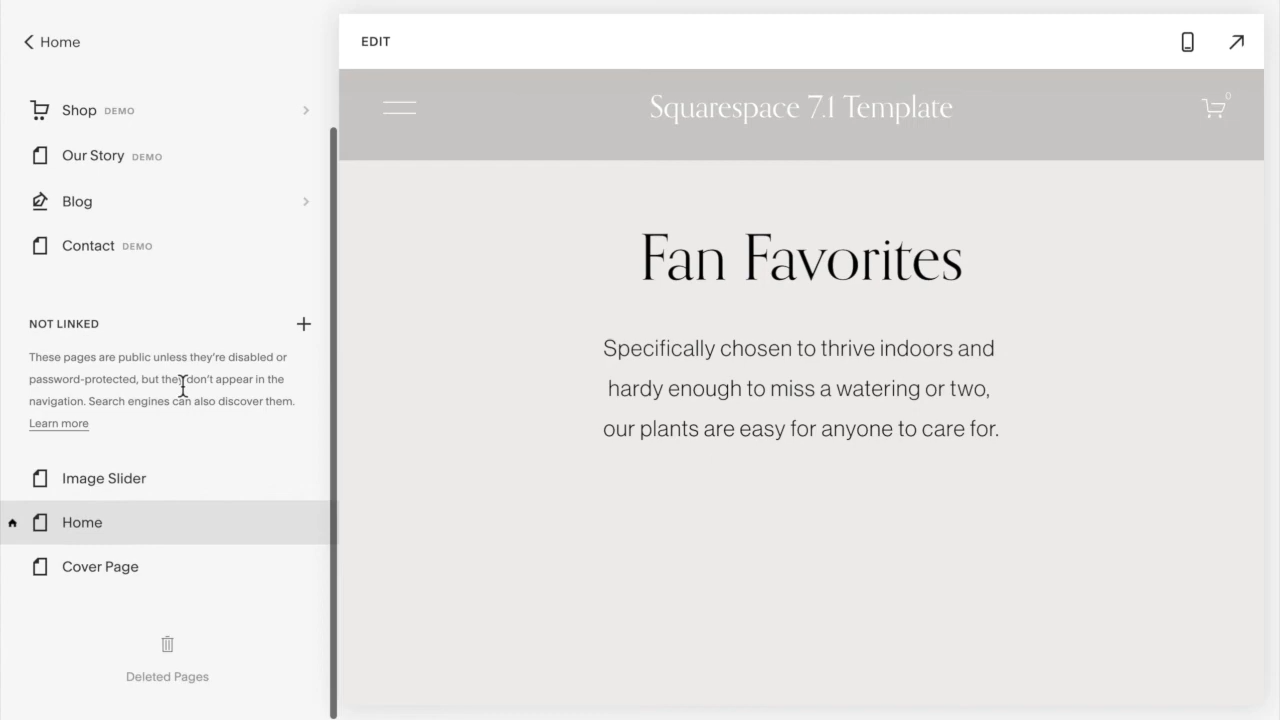 Home
Shop DEMO
Our Story DEMO
Blog
Contact DEMO
NOT LINKED
These pages are public unless they're disabled or
password-protected, but they don't appear in the
navigation. Search engines can also discover them.
Learn more
Image Slider
Home
Cover Page
Deleted Pages
EDIT
Squarespace 7.1 Template
0
Fan Favorites
Specifically chosen to thrive indoors and
hardy enough to miss a watering or two,
our plants are easy for anyone to care for.